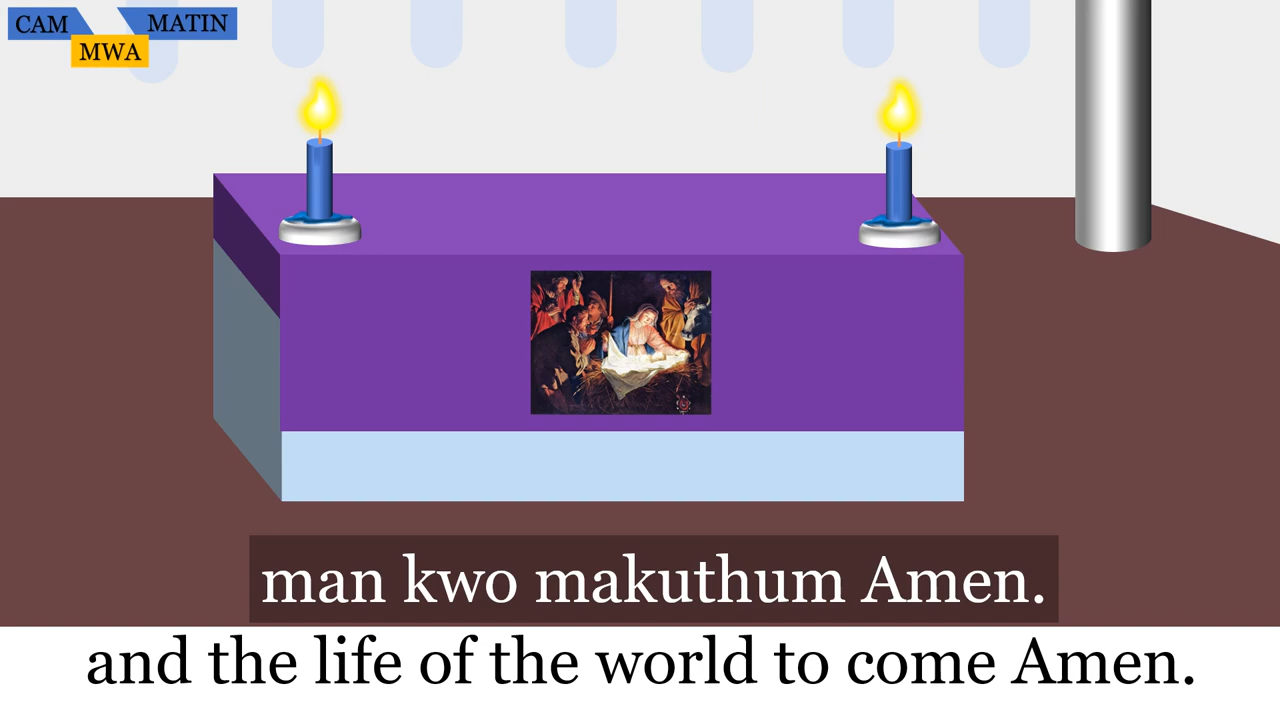 CAM MATIN
MWA
man kwo makuthum Amen.
and the life of the world to come Amen.